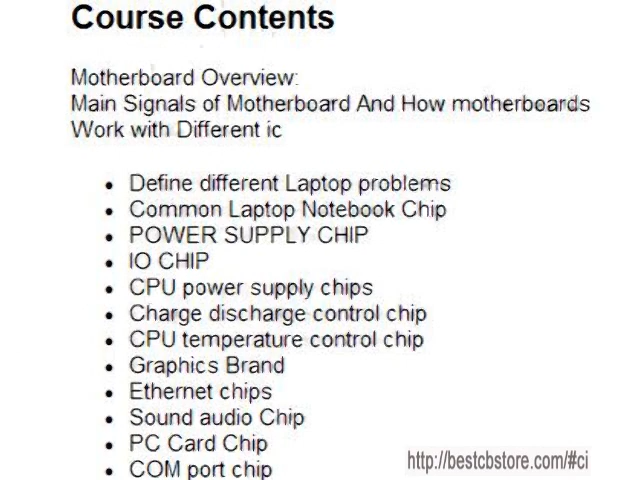 Course Contents
Motherboard Overview:
Main Signals of Motherboard And How motherboards
Work with Different ic
• Define different Laptop problems
• Common Laptop Notebook Chip
• POWER SUPPLY CHIP
• IO CHIP
• CPU power supply chips
• Charge discharge control chip
• CPU temperature control chip
• Graphics Brand
• Ethernet chips
• Sound audio Chip
• PC Card Chip
• COM port chip
http://bestcbstore.com/#ci